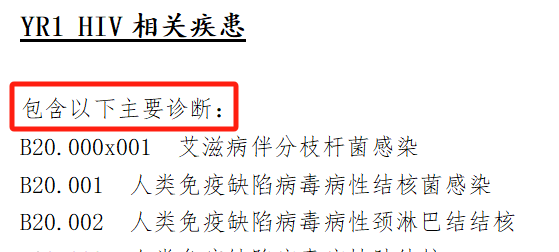 YR1 HIV 相关疾患
包含以下主要诊断：
B20.000x001 艾滋病伴分枝杆菌感染
B20.001 人类免疫缺陷病毒病性结核菌感染
B20.002 人类免疫缺陷病毒病性颈淋巴结结核